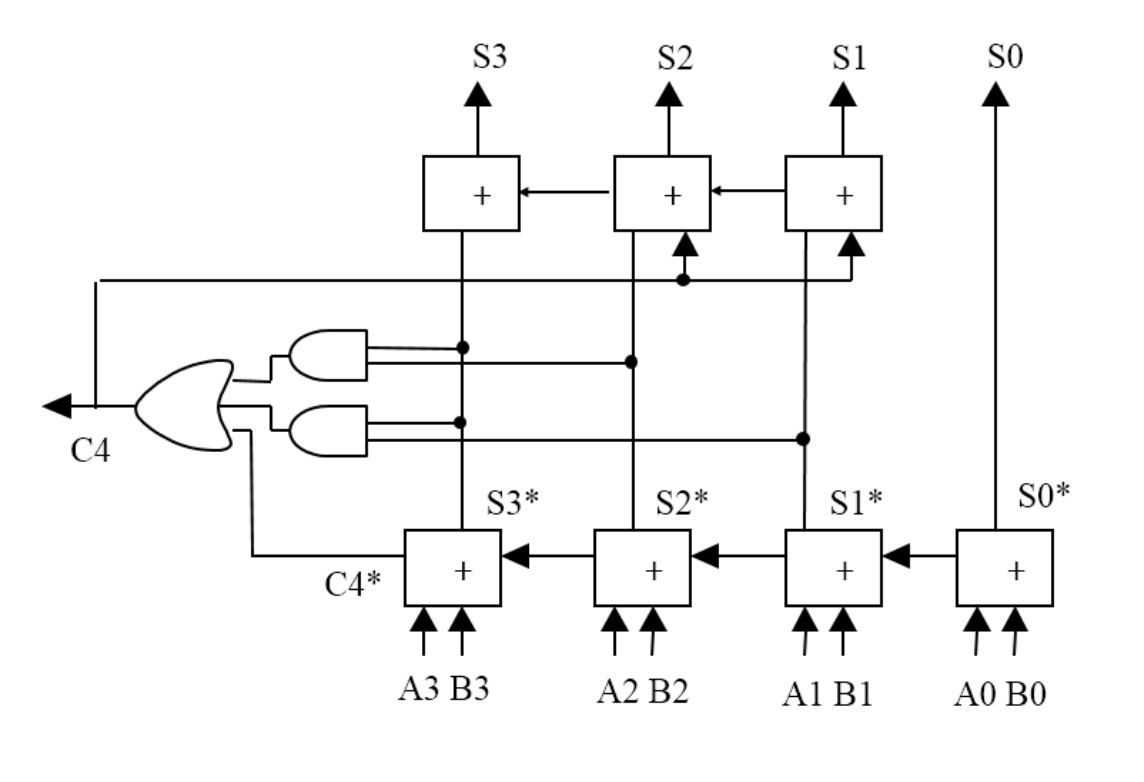 S3 S2 S1 S0
+ + +
C4
S3* S2* S1* S0*
+ + + +
C4*
A3 B3 A2 B2 A1 B1 A0 B0